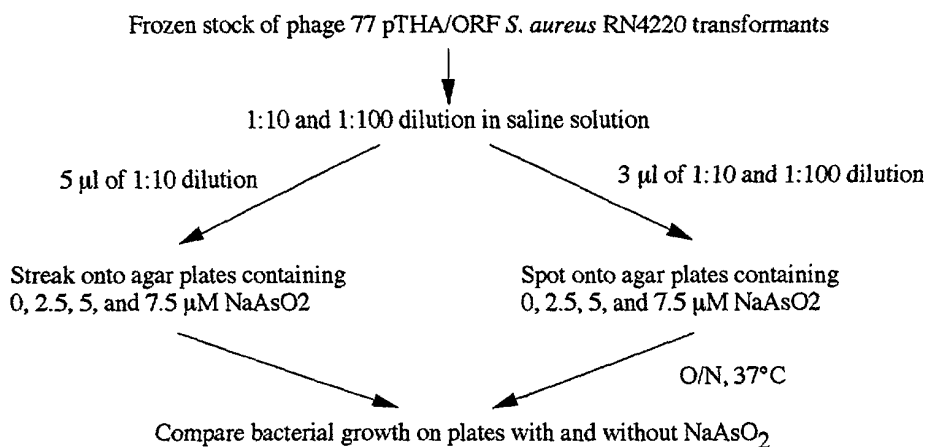 Frozen stock of phage 77 pTHA/ORF S. aureus RN4220 transformants
1:10 and 1:100 dilution in saline solution
5 µl of 1:10 dilution
3 µl of 1:10 and 1:100 dilution
Streak onto agar plates containing
0, 2.5, 5, and 7.5 µM NaAsO2
Spot onto agar plates containing
0, 2.5, 5, and 7.5 µM NaAsO2
O/N, 37°C
Compare bacterial growth on plates with and without NaAsO2